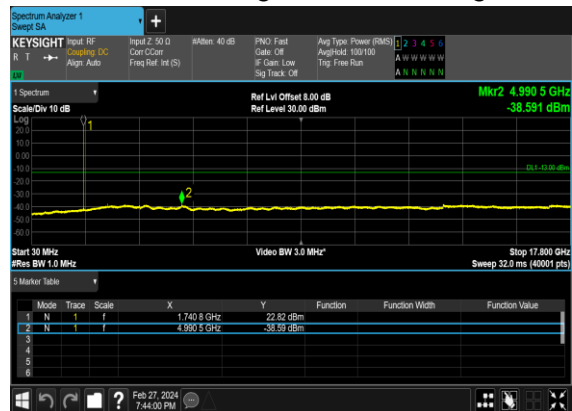 Spectrum Analyzer 1
Swept SA
+
KEYSIGHT Input: RF Input Z: 50 Ω #Atten: 40 dB PNO: Fast Avg Type: Power (RMS) 1 2 3 4 5 6
R T Coupling: DC Corr CCorr Gate: Off Avg|Hold: 100/100 A W W W W W
Align: Auto Freq Ref: Int (S) IF Gain: Low Trig: Free Run
LW Sig Track: Off A N N N N N
1 Spectrum Ref Lvl Offset 8.00 dB Mkr2 4.990 5 GHz
Scale/Div 10 dB Ref Level 30.00 dBm -38.591 dBm
Log
20.0
10.0
0.00
-10.0
-20.0
-30.0
-40.0
-50.0
-60.0
1
DL1 -13.00 dBm
2
Start 30 MHz Video BW 3.0 MHz* Stop 17.800 GHz
#Res BW 1.0 MHz Sweep 32.0 ms (40001 pts)
5 Marker Table
Mode Trace Scale X Y Function Function Width Function Value
1 N 1 f 1.740 8 GHz 22.82 dBm
2 N 1 f 4.990 5 GHz -38.59 dBm
3
4
5
6
? Feb 27, 2024
7:44:00 PM